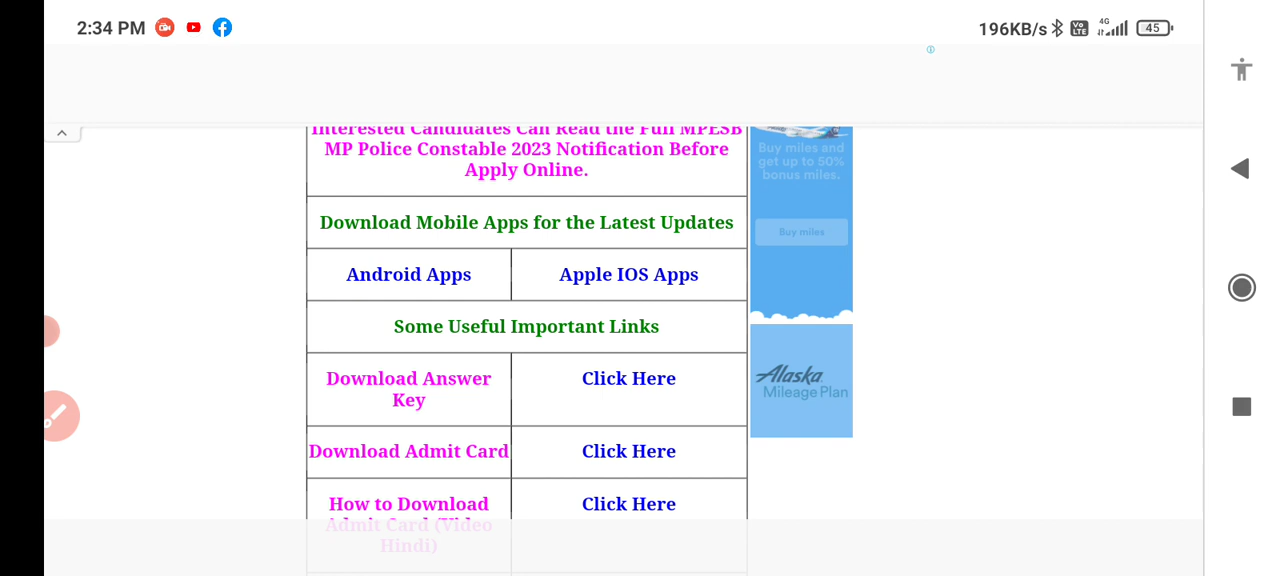 2:34 PM
196KB/s
Vo
LTE
4G
45
Interested Candidates Can Read the Full MPESB
MP Police Constable 2023 Notification Before
Apply Online.
Buy miles and
get up to 50%
bonus miles.
Buy miles
Download Mobile Apps for the Latest Updates
Android Apps
Apple IOS Apps
Some Useful Important Links
Download Answer
Key
Click Here
Alaska
Mileage Plan
Download Admit Card
Click Here
How to Download
Admit Card (Video
Hindi)
Click Here